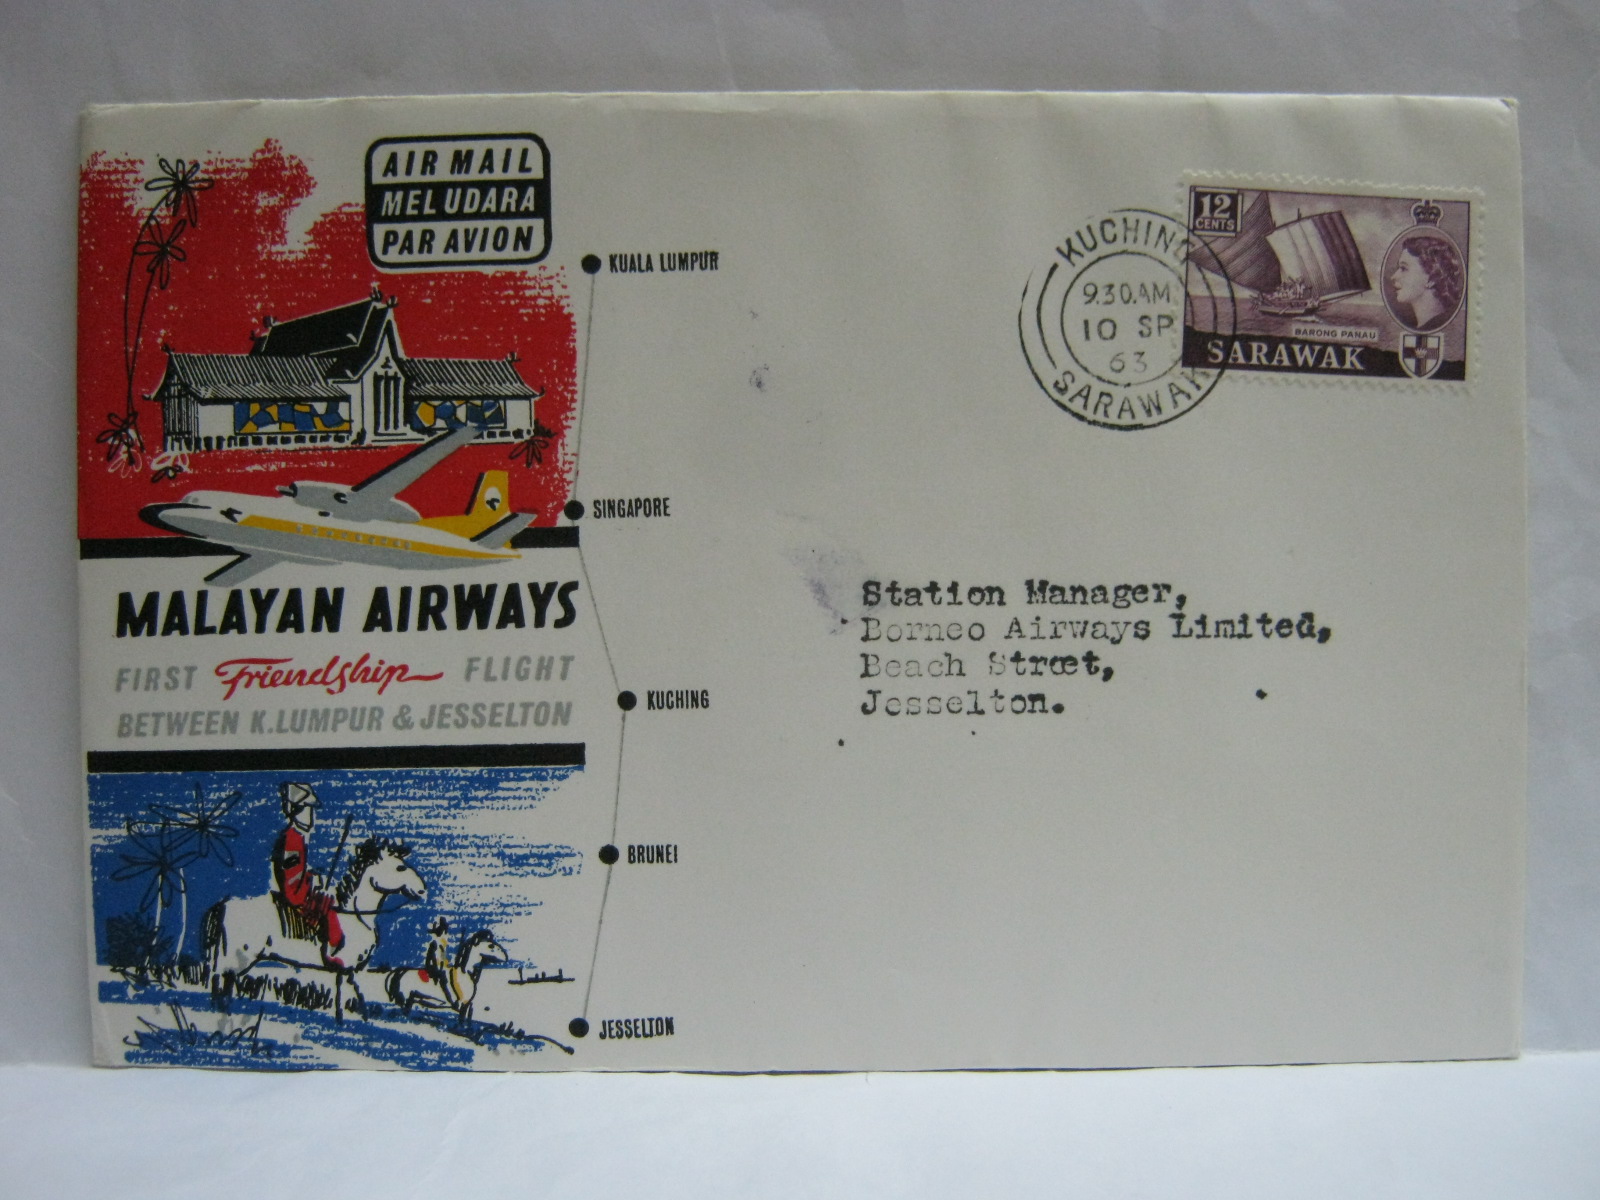 AIR MAIL
MEL UDARA
PAR AVION
KUALA LUMPUR
SINGAPORE
MALAYAN AIRWAYS
FIRST Friendship FLIGHT
BETWEEN K.LUMPUR & JESSELTON
KUCHING
BRUNEI
JESSELTON
KUCHING
9.30.AM
10 SP
63
SARAWAK
12
CENTS
BARONG PANAU
SARAWAK
Station Manager,
Borneo Airways Limited,
Beach Street,
Jesselton.